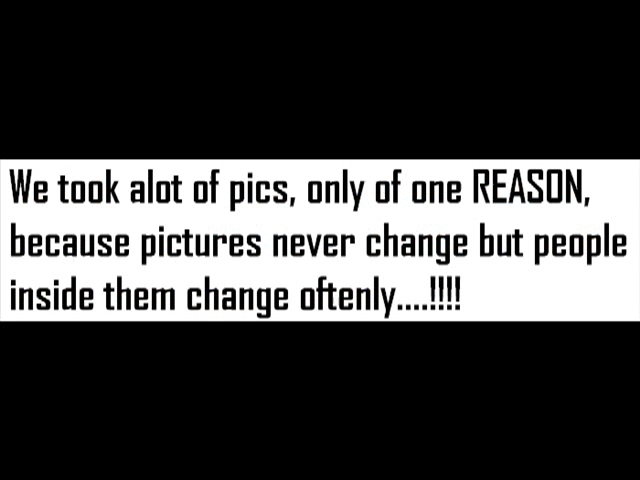 We took alot of pics, only of one REASON,
because pictures never change but people
inside them change oftenly....!!!!